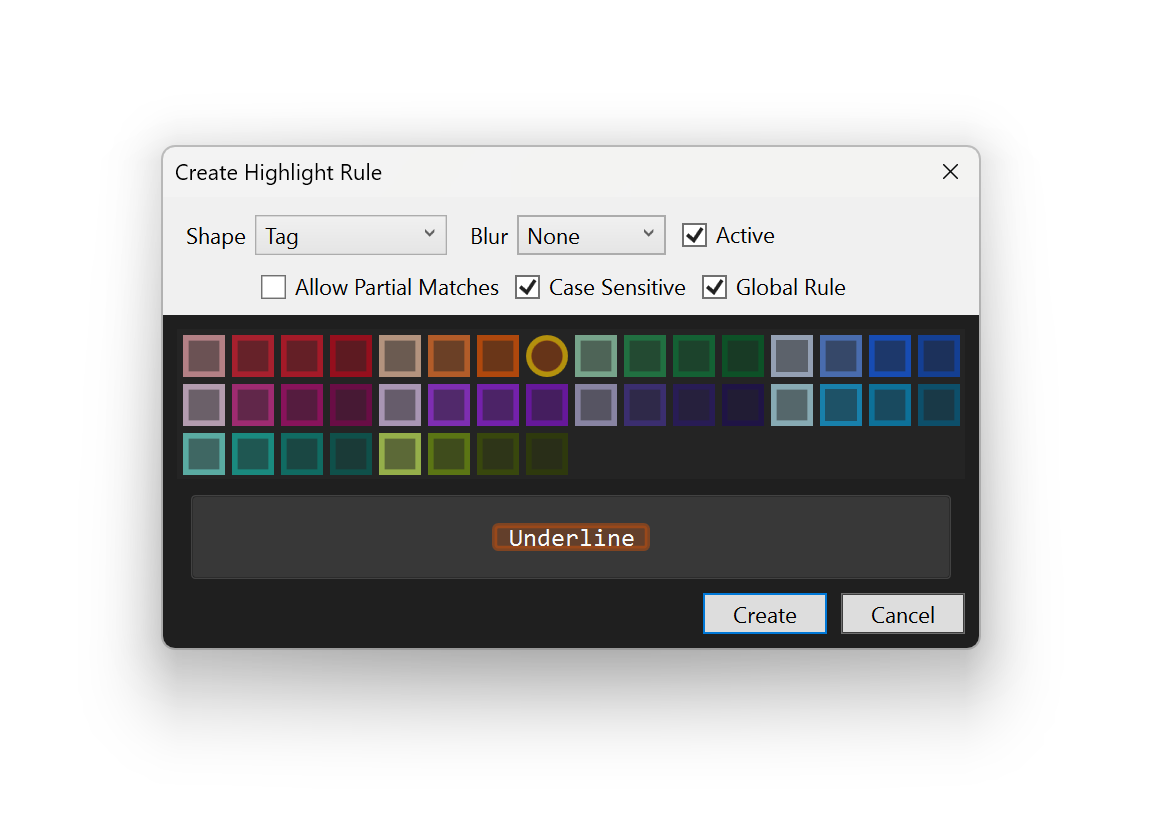 Create Highlight Rule
Shape Tag Blur None Active
Allow Partial Matches Case Sensitive Global Rule
Underline
Create Cancel